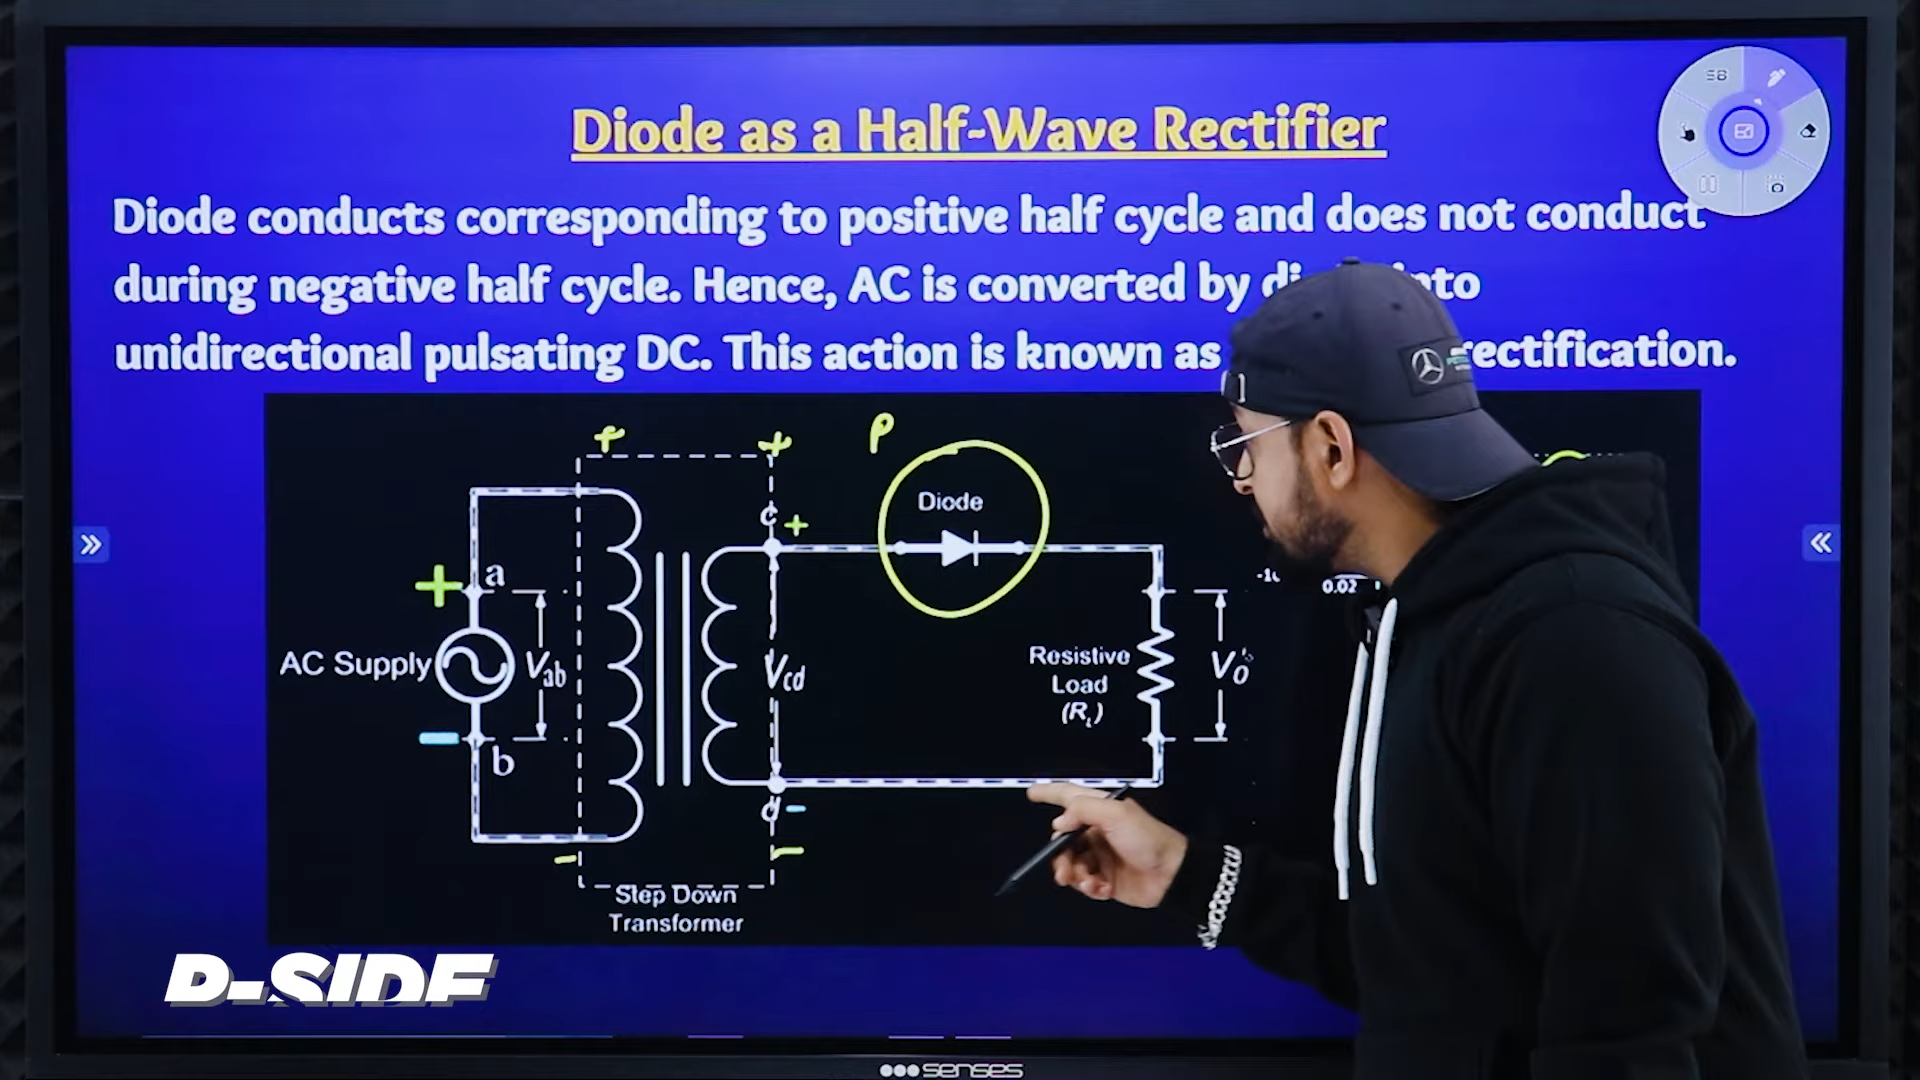 Diode as a Half-Wave Rectifier
Diode conducts corresponding to positive half cycle and does not conduct
during negative half cycle. Hence, AC is converted by
unidirectional pulsating DC. This action is known as rectification.
+ + P
Diode
c +
+ a
-10 0.02
AC Supply Vab Vcd Resistive Load (RL) Vo
- b
d -
- -
Step Down
Transformer
senses